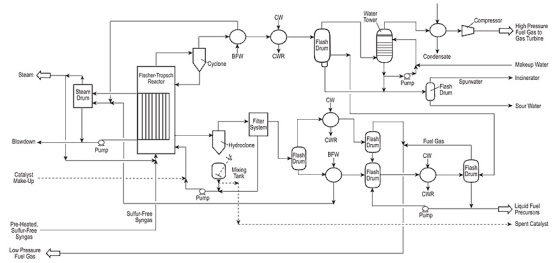 CW
BFW
CWR
Cyclone
Fischer-Tropsch
Reactor
Flash
Drum
Water
Tower
Compressor
Condensate
High Pressure
Fuel Gas to
Gas Turbine
Pump
Makeup Water
Incinerator
Spurwater
Flash
Drum
Sour Water
Steam
Steam
Drum
Blowdown
Pump
Filter
System
Hydroclone
Mixing
Tank
Catalyst
Make-Up
Pump
Sulfur-Free
Syngas
Pre-Heated,
Sulfur-Free
Syngas
Low Pressure
Fuel Gas
Flash
Drum
CW
CWR
BFW
Flash
Drum
Flash
Drum
Fuel Gas
CW
CWR
Flash
Drum
Pump
Liquid Fuel
Precursors
Spent Catalyst